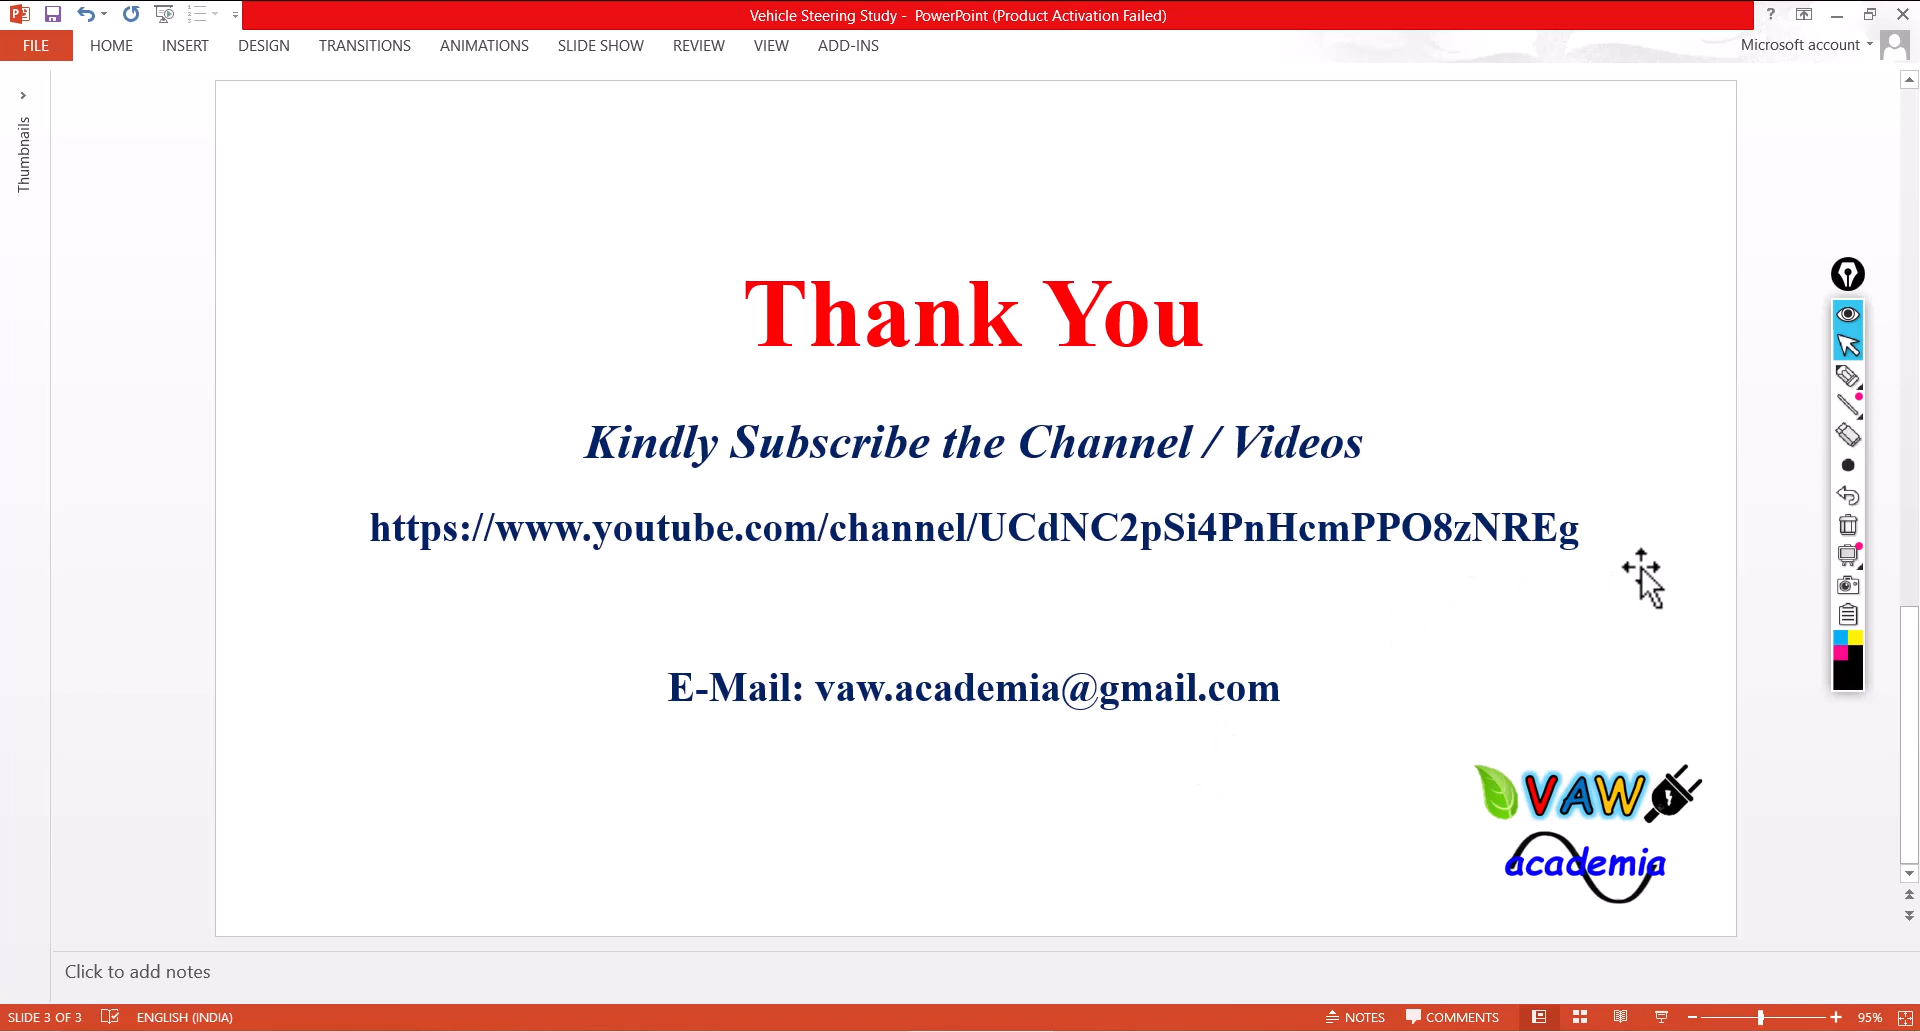 Vehicle Steering Study - PowerPoint (Product Activation Failed)
?
FILE HOME INSERT DESIGN TRANSITIONS ANIMATIONS SLIDE SHOW REVIEW VIEW ADD-INS
Microsoft account
Thumbnails
Thank You
Kindly Subscribe the Channel / Videos
https://www.youtube.com/channel/UCdNC2pSi4PnHcmPPO8zNREg
E-Mail: vaw.academia@gmail.com
VAW
academia
Click to add notes
SLIDE 3 OF 3 ENGLISH (INDIA) NOTES COMMENTS 95%